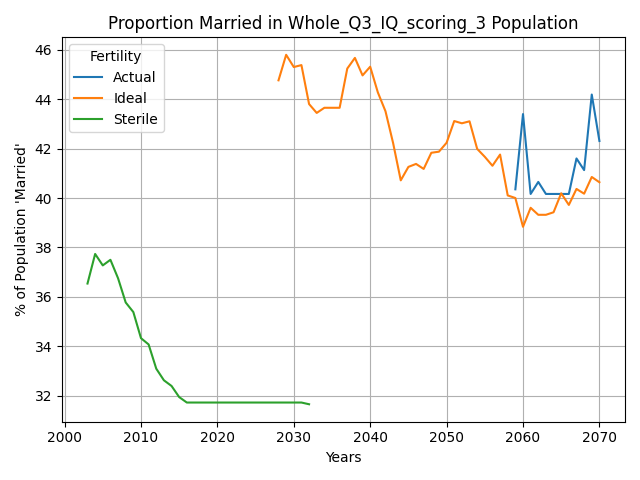 Proportion Married in Whole_Q3_IQ_scoring_3 Population
% of Population 'Married'
46
44
42
40
38
36
34
32
Fertility
Actual
Ideal
Sterile
2000 2010 2020 2030 2040 2050 2060 2070
Years